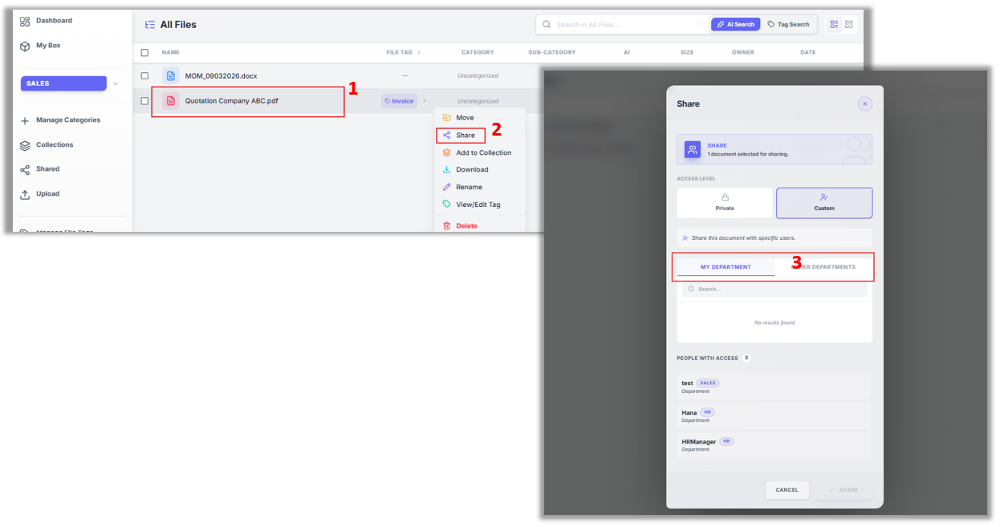 Dashboard
My Box
SALES
Manage Categories
Collections
Shared
Upload
Manage File Tags
All Files
Search in All Files...
AI Search
Tag Search
NAME
FILE TAG
CATEGORY
SUB-CATEGORY
AI
SIZE
OWNER
DATE
MOM_09032026.docx
—
Uncategorized
Quotation Company ABC.pdf
Invoice
Uncategorized
1
Move
Share
2
Add to Collection
Download
Rename
View/Edit Tag
Delete
Share
SHARE
1 document selected for sharing.
ACCESS LEVEL
Private
Custom
Share this document with specific users.
MY DEPARTMENT
3
DEPARTMENTS
Search...
No results found
PEOPLE WITH ACCESS 3
test SALES
Department
Hana HR
Department
HRManager HR
Department
CANCEL
SHARE